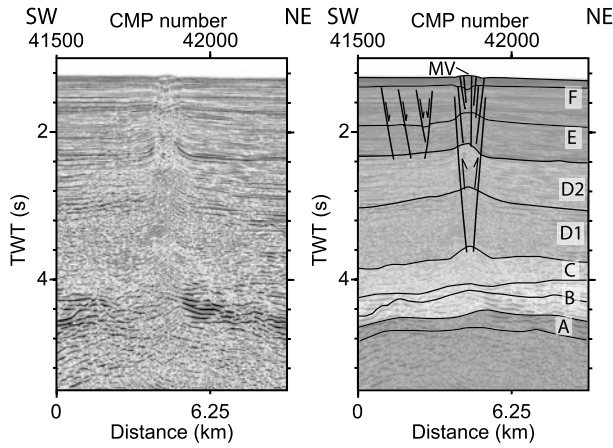 SW CMP number NE
41500 42000
TWT (s)
2
4
0 6.25
Distance (km)
SW CMP number NE
41500 42000
MV
F
E
D2
D1
C
B
A
TWT (s)
2
4
0 6.25
Distance (km)